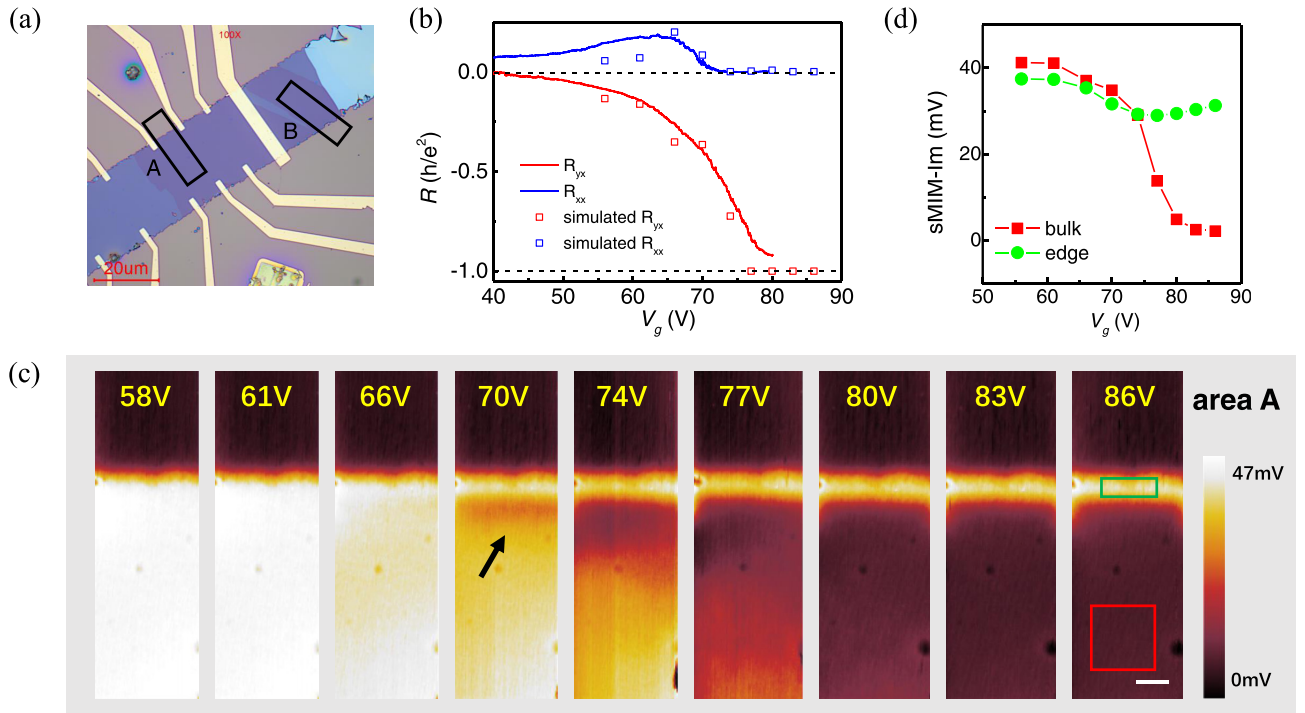 (a)
100X
A
B
20um
(b)
R (h/e²)
0.0
-0.5
-1.0
R_yx
R_xx
simulated R_yx
simulated R_xx
40 50 60 70 80 90
V_g (V)
(d)
sMIM-Im (mV)
40
20
0
bulk
edge
50 60 70 80 90
V_g (V)
(c)
58V 61V 66V 70V 74V 77V 80V 83V 86V
area A
47mV
0mV